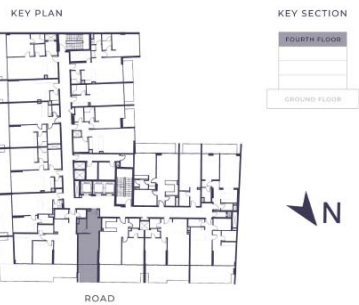 KEY PLAN
KEY SECTION
FOURTH FLOOR
GROUND FLOOR
N
ROAD